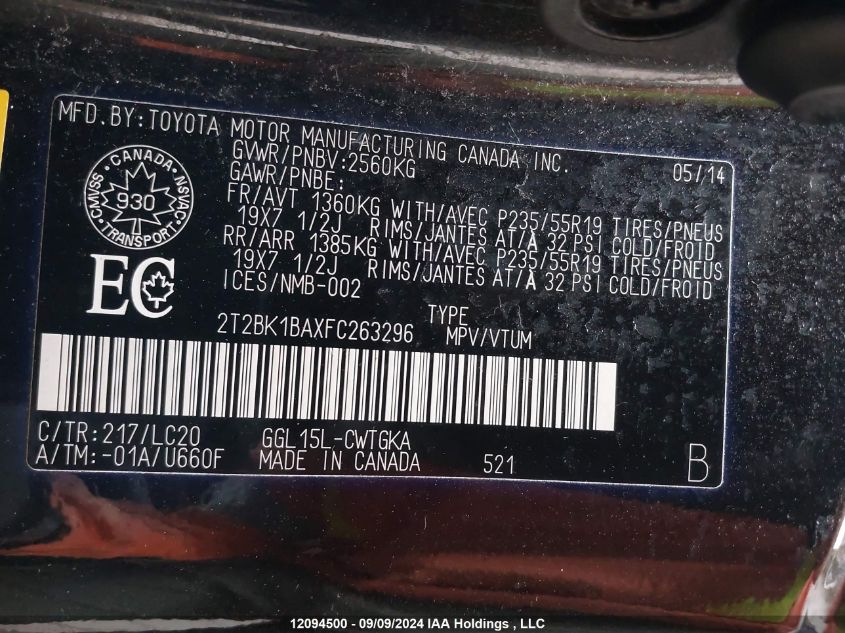 MFD.BY:TOYOTA MOTOR MANUFACTURING CANADA INC. 05/14
GVWR/PNBV:2560KG
GAWR/PNBE:
FR/AVT 1360KG WITH/AVEC P235/55R19 TIRES/PNEUS
19X7 1/2J RIMS/JANTES AT/À 32 PSI COLD/FROID
RR/ARR 1385KG WITH/AVEC P235/55R19 TIRES/PNEUS
19X7 1/2J RIMS/JANTES AT/À 32 PSI COLD/FROID
ICES/NMB-002
CANADA
CMVSS 930 NSVAC
TRANSPORT
EC
2T2BK1BAXFC263296 TYPE
MPV/VTUM
C/TR:217/LC20 GGL15L-CWTGKA
A/TM:-01A/U660F MADE IN CANADA 521 B
12094500 - 09/09/2024 IAA Holdings , LLC